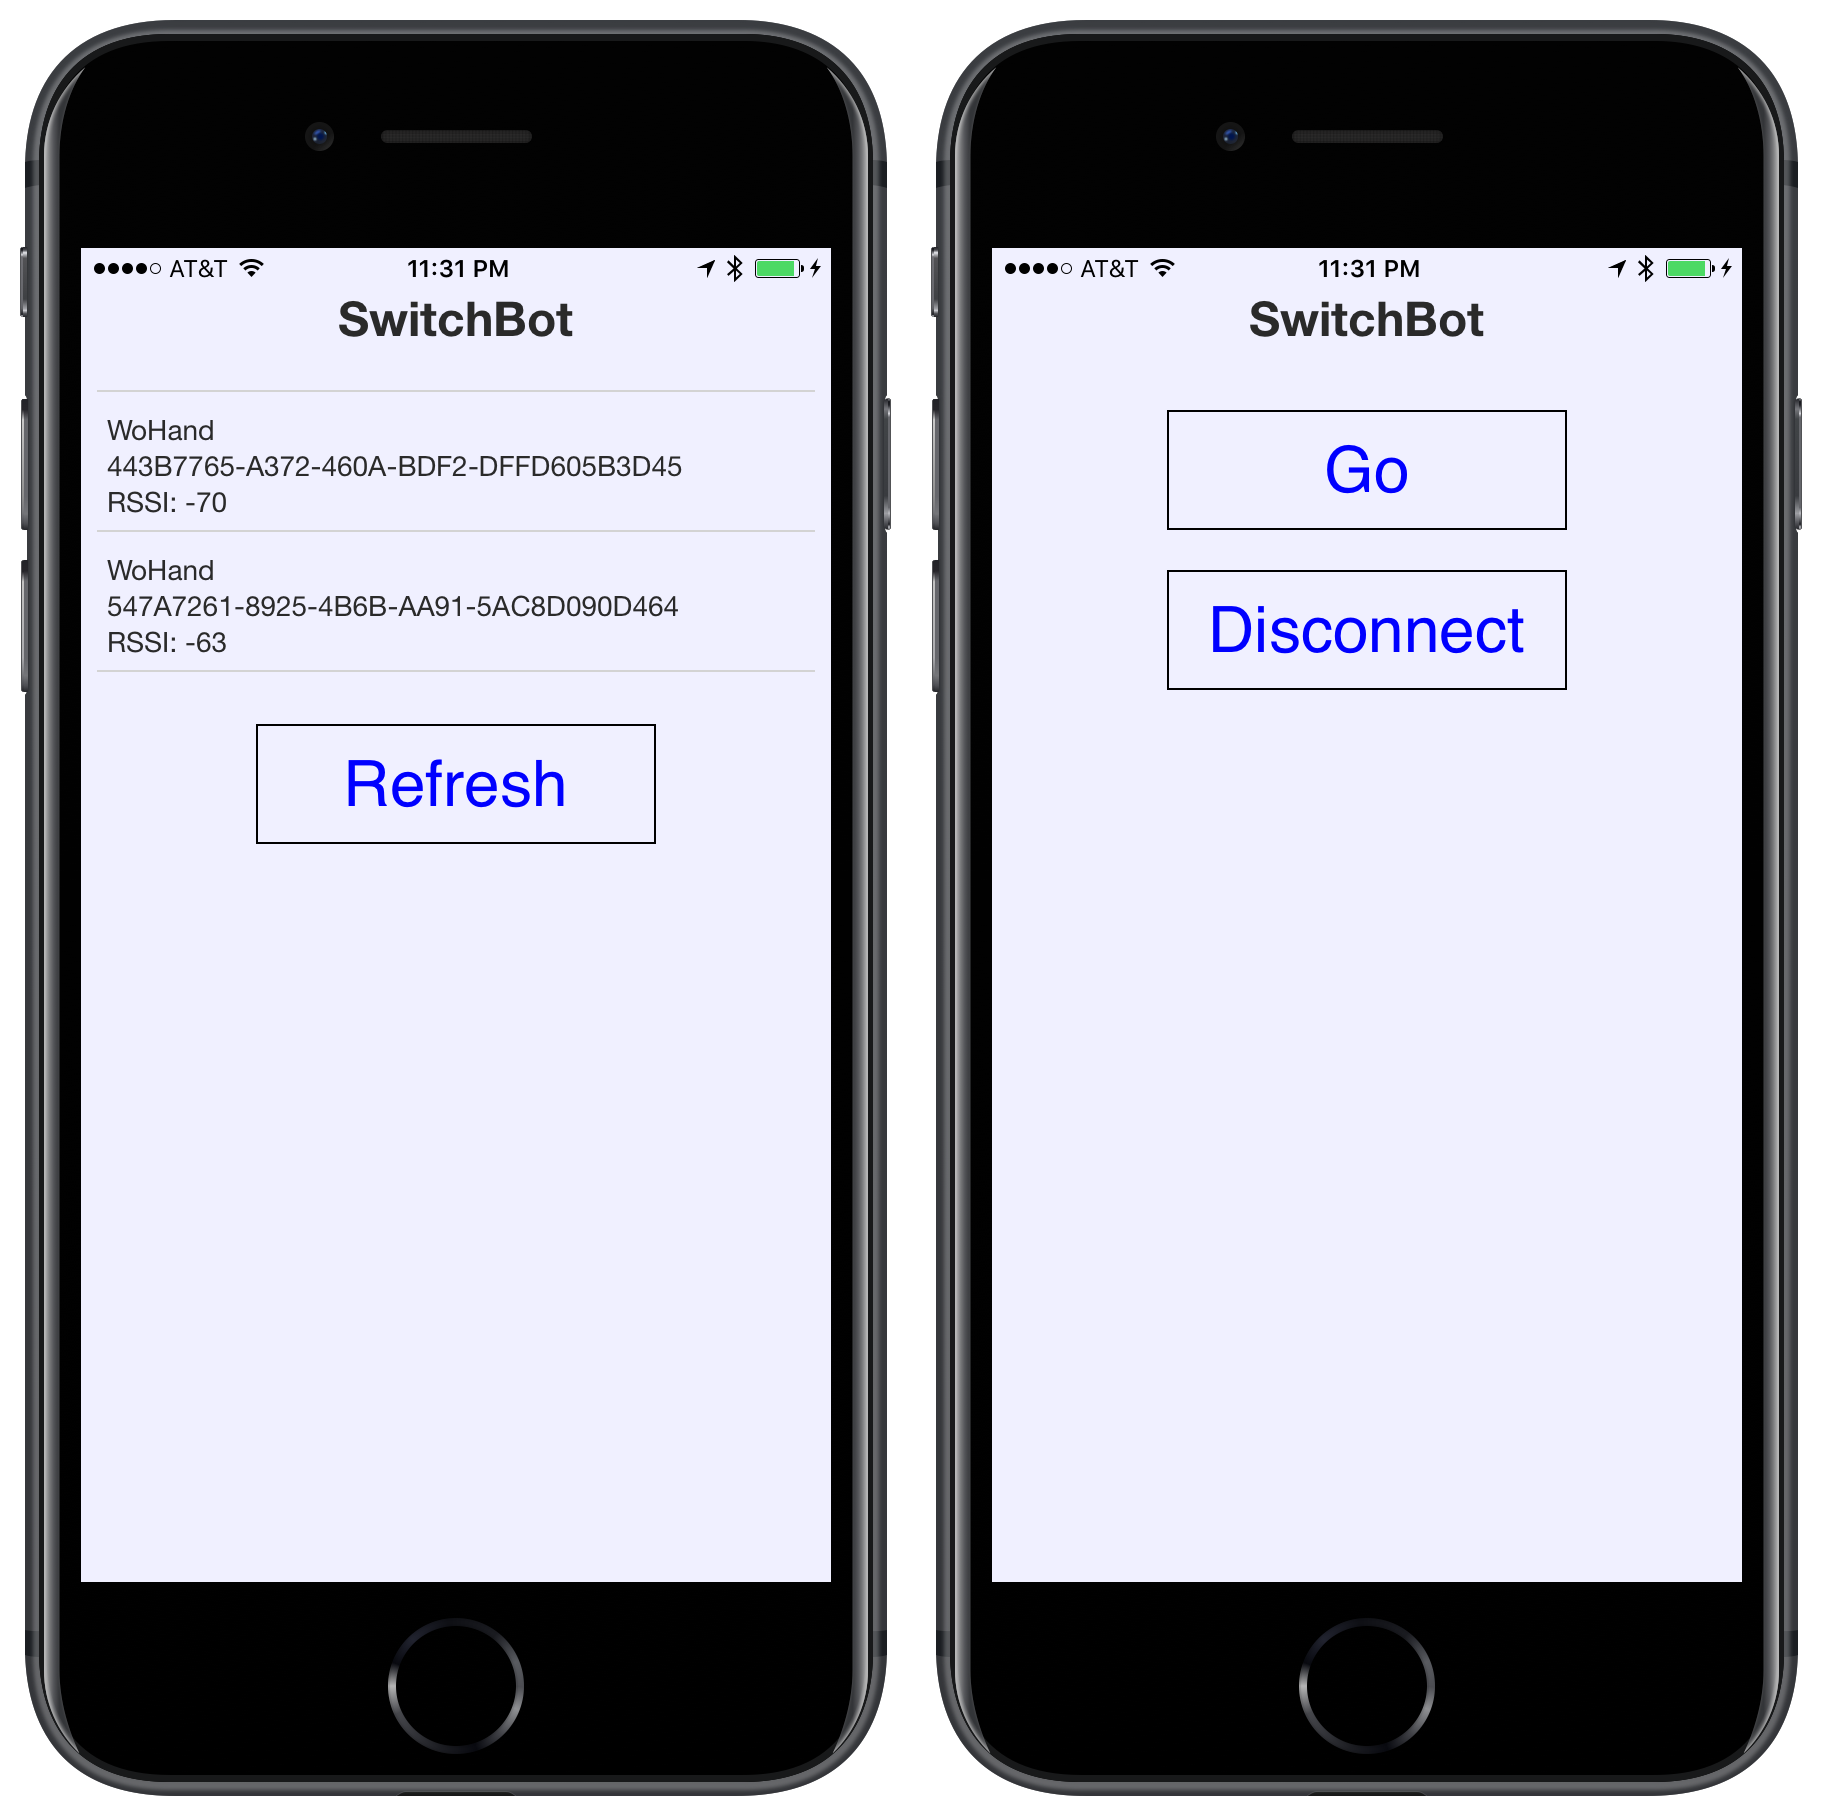 AT&T 11:31 PM
SwitchBot
WoHand
443B7765-A372-460A-BDF2-DFFD605B3D45
RSSI: -70
WoHand
547A7261-8925-4B6B-AA91-5AC8D090D464
RSSI: -63
Refresh
AT&T 11:31 PM
SwitchBot
Go
Disconnect